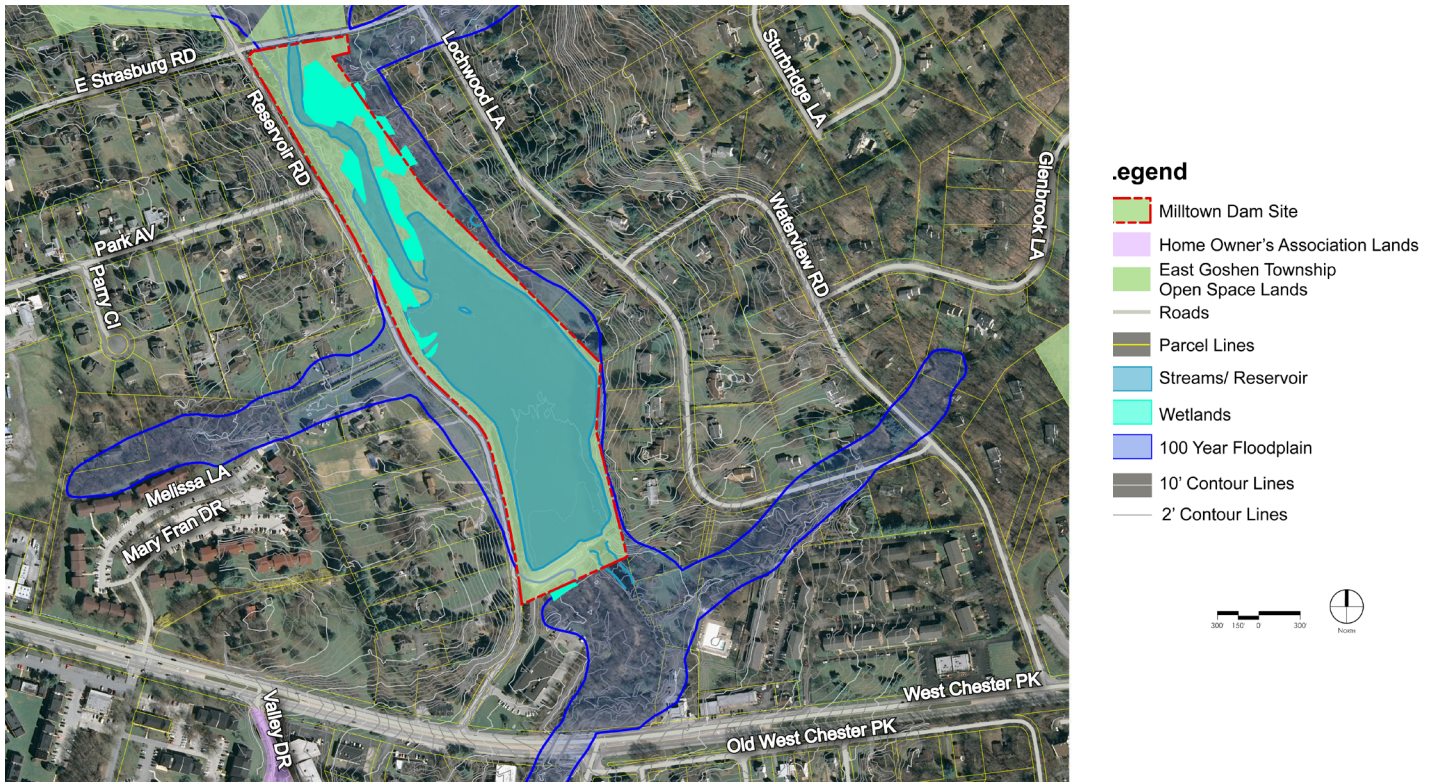 E Strasburg RD
Lochwood LA
Sturbridge LA
Reservoir RD
Glenbrook LA
Waterview RD
Park AV
Parry Cl
Melissa LA
Mary Fran DR
Valley DR
West Chester PK
Old West Chester PK
.egend
Milltown Dam Site
Home Owner's Association Lands
East Goshen Township
Open Space Lands
Roads
Parcel Lines
Streams/ Reservoir
Wetlands
100 Year Floodplain
10' Contour Lines
2' Contour Lines
300' 150' 0 300'
NORTH